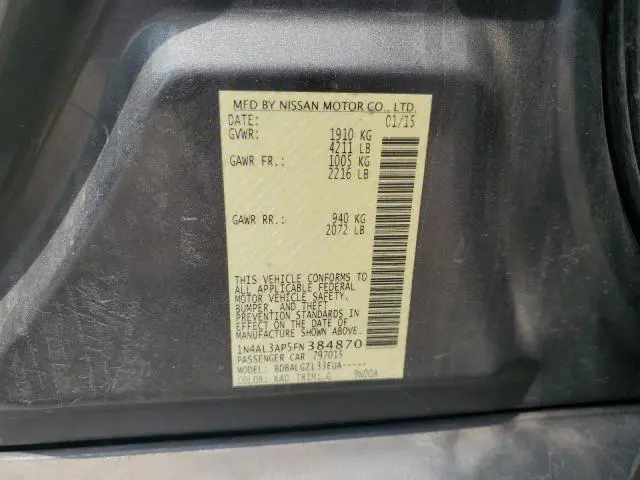 MFD BY NISSAN MOTOR CO., LTD.
DATE: 01/15
GVWR: 1910 KG
4211 LB
GAWR FR.: 1005 KG
2216 LB
GAWR RR.: 940 KG
2072 LB
THIS VEHICLE CONFORMS TO
ALL APPLICABLE FEDERAL
MOTOR VEHICLE SAFETY,
BUMPER, AND THEFT
PREVENTION STANDARDS IN
EFFECT ON THE DATE OF
MANUFACTURE SHOWN ABOVE.
1N4AL3AP5FN384870
PASSENGER CAR 797015
MODEL: BDBALGZL33EUA-----
COLOR: KAD TRIM: G 9N00A